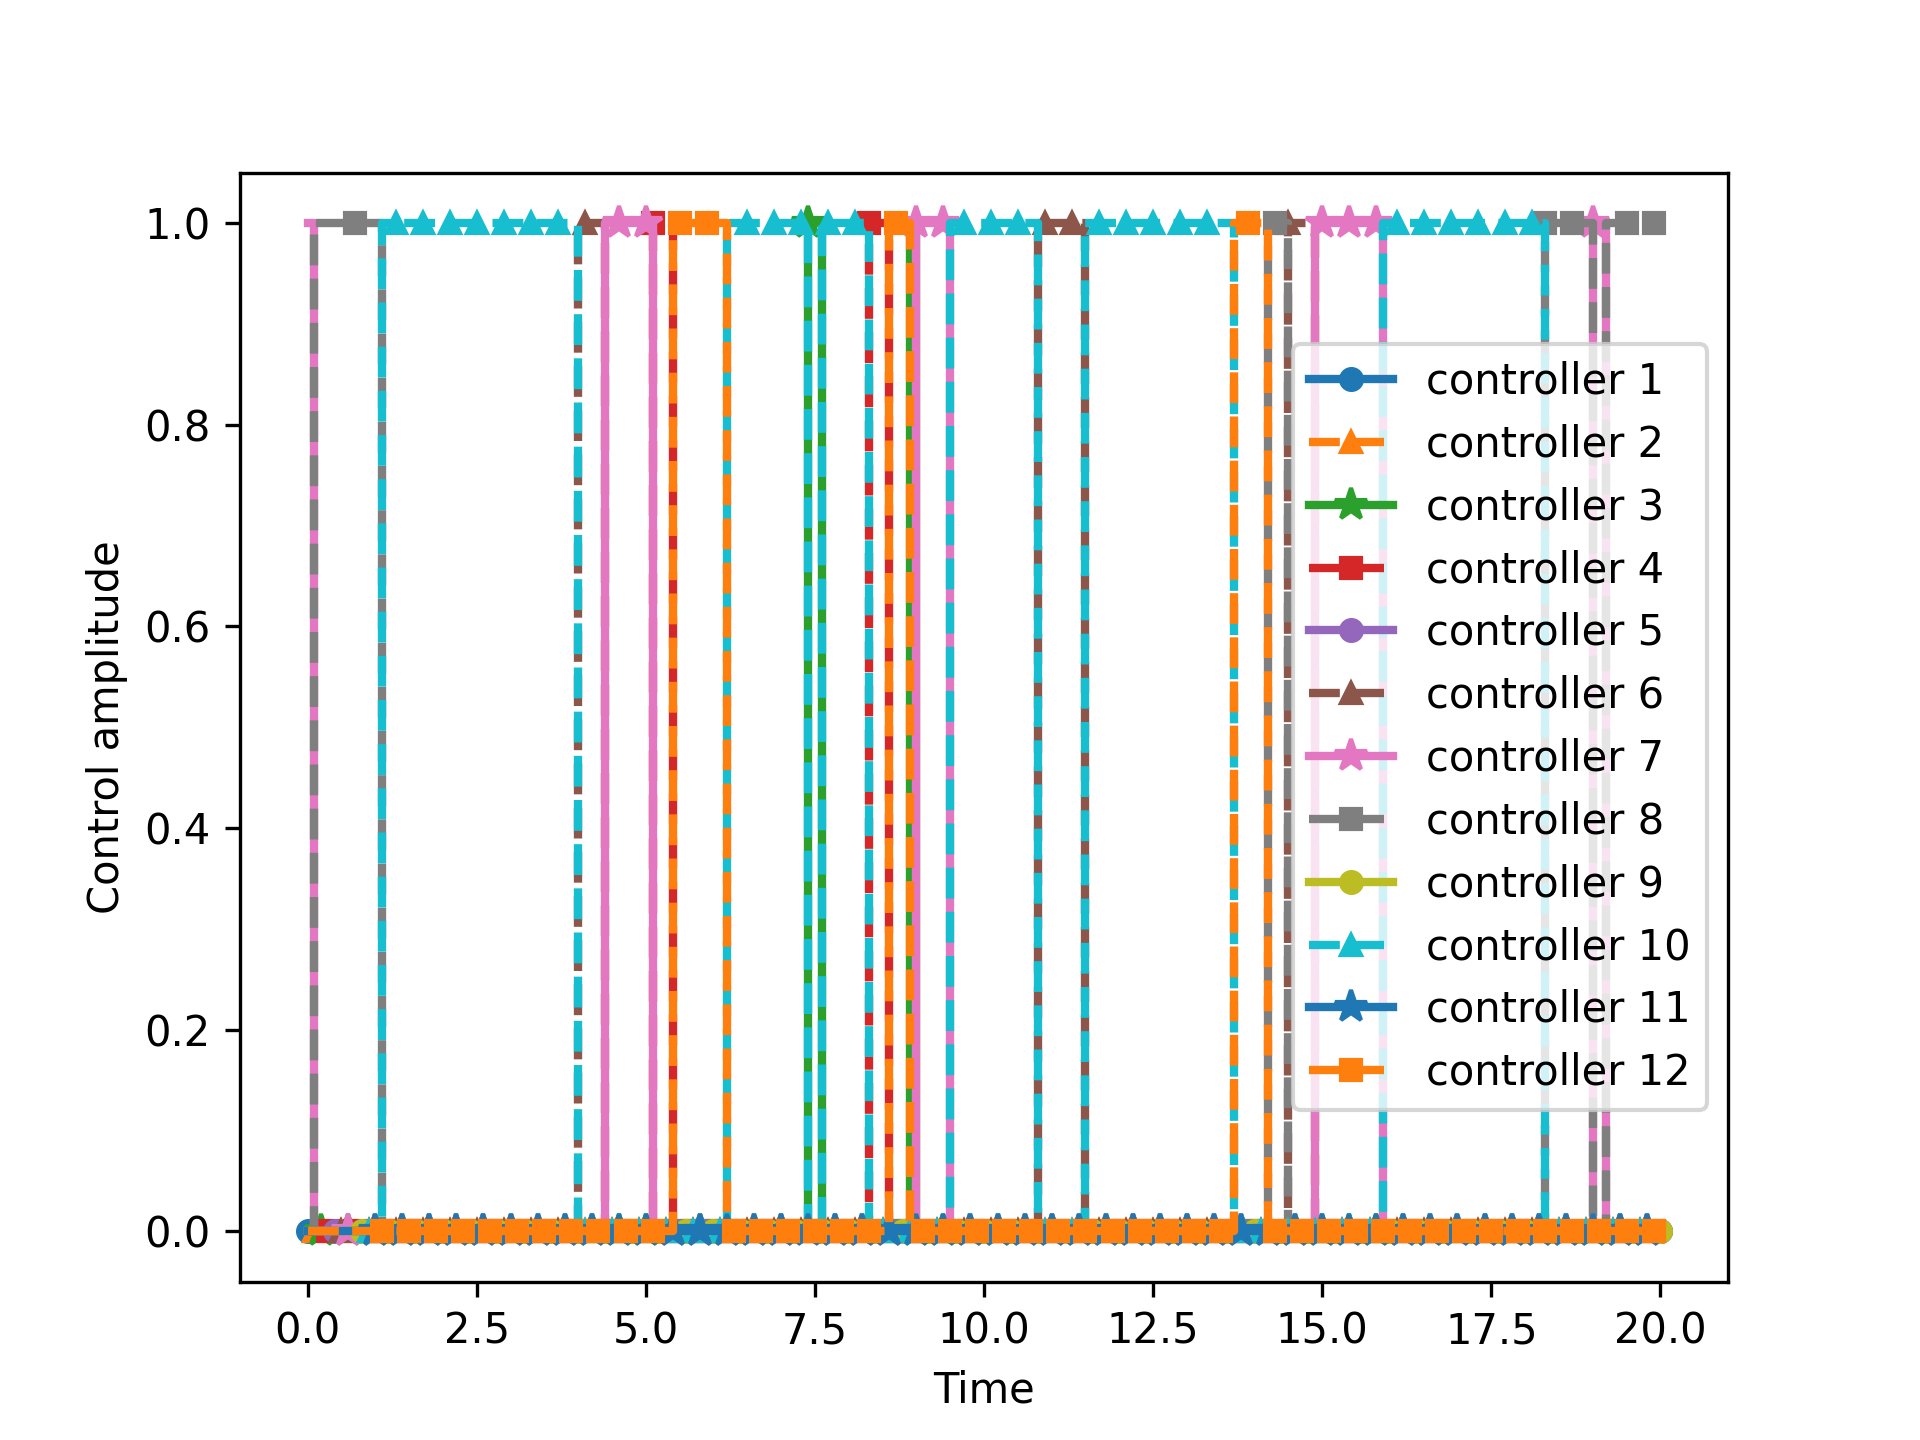 1.0
0.8
0.6
0.4
0.2
0.0
Control amplitude
0.0 2.5 5.0 7.5 10.0 12.5 15.0 17.5 20.0
Time
controller 1
controller 2
controller 3
controller 4
controller 5
controller 6
controller 7
controller 8
controller 9
controller 10
controller 11
controller 12